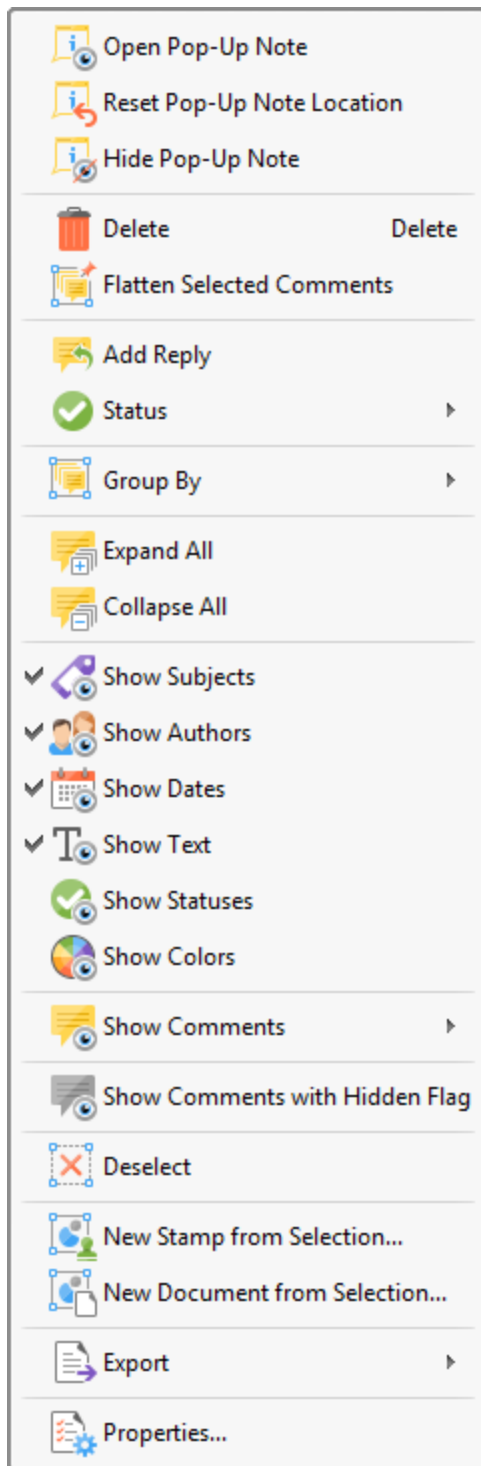 Open Pop-Up Note
Reset Pop-Up Note Location
Hide Pop-Up Note
Delete Delete
Flatten Selected Comments
Add Reply
Status
Group By
Expand All
Collapse All
Show Subjects
Show Authors
Show Dates
Show Text
Show Statuses
Show Colors
Show Comments
Show Comments with Hidden Flag
Deselect
New Stamp from Selection...
New Document from Selection...
Export
Properties...